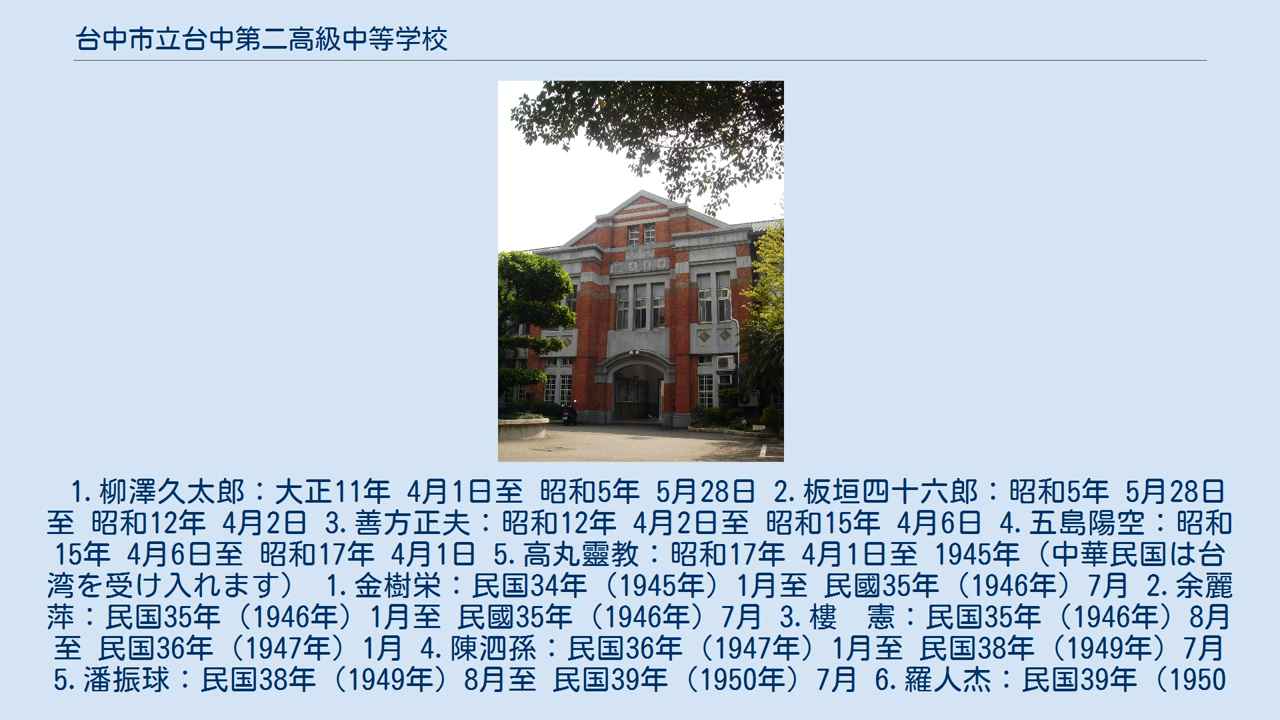 台中市立台中第二高級中等学校
1. 柳澤久太郎：大正11年 4月1日至 昭和5年 5月28日 2. 板垣四十六郎：昭和5年 5月28日
至 昭和12年 4月2日 3. 善方正夫：昭和12年 4月2日至 昭和15年 4月6日 4. 五島陽空：昭和
15年 4月6日至 昭和17年 4月1日 5. 高丸靈教：昭和17年 4月1日至 1945年（中華民国は台
湾を受け入れます） 1. 金樹栄：民国34年（1945年）1月至 民國35年（1946年）7月 2. 余麗
萍：民国35年（1946年）1月至 民國35年（1946年）7月 3. 樓　憲：民国35年（1946年）8月
至 民国36年（1947年）1月 4. 陳泗孫：民国36年（1947年）1月至 民国38年（1949年）7月
5. 潘振球：民国38年（1949年）8月至 民国39年（1950年）7月 6. 羅人杰：民国39年（1950